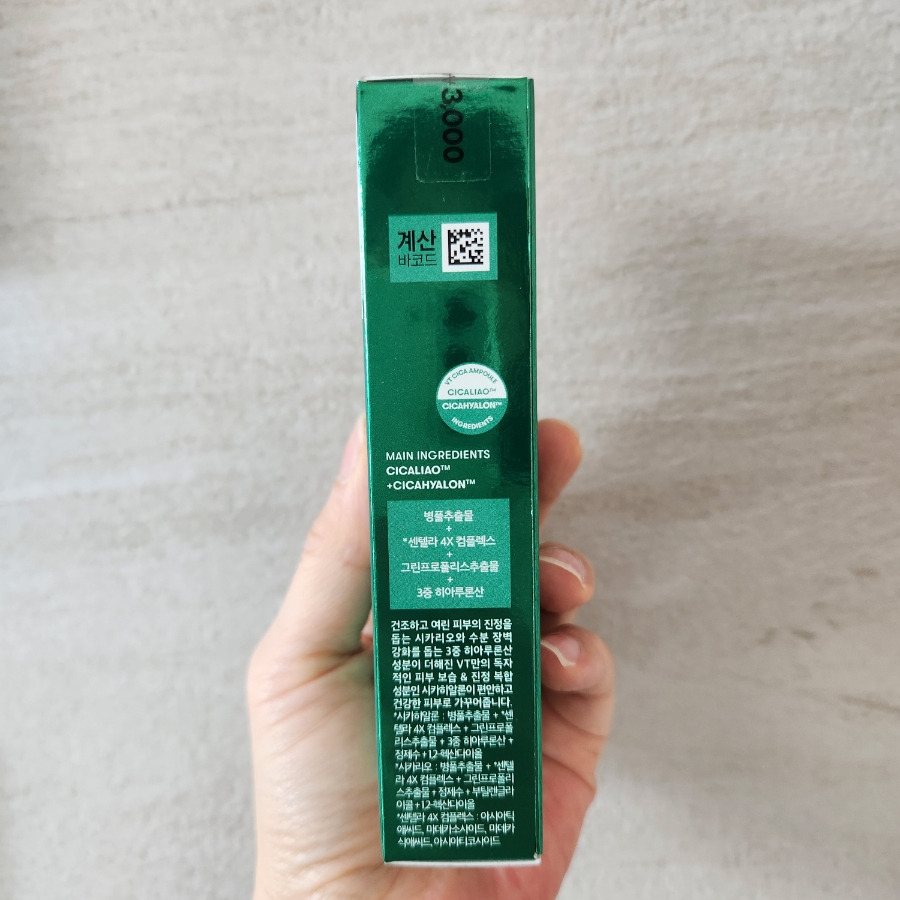 3,000
계산
바코드
VT CICA AMPOULE
CICALIAO™
CICAHYALON™
INGREDIENTS
MAIN INGREDIENTS
CICALIAO™
+CICAHYALON™
병풀추출물
+
*센텔라 4X 컴플렉스
+
그린프로폴리스추출물
+
3중 히아루론산
건조하고 여린 피부의 진정을
돕는 시카리오와 수분 장벽
강화를 돕는 3중 히아루론산
성분이 더해진 VT만의 독자
적인 피부 보습 & 진정 복합
성분인 시카히알론이 편안하고
건강한 피부로 가꾸어줍니다.
*시카히알론 : 병풀추출물 + *센
텔라 4X 컴플렉스 + 그린프로폴
리스추출물 + 3중 히아루론산 +
정제수 + 1,2-헥산다이올
*시카리오 : 병풀추출물 + *센텔
라 4X 컴플렉스 + 그린프로폴리
스추출물 + 정제수 + 부틸렌글라
이콜 + 1,2-헥산다이올
*센텔라 4X 컴플렉스 : 아시아틱
애씨드, 마데카소사이드, 마데카
식애씨드, 아시아티코사이드